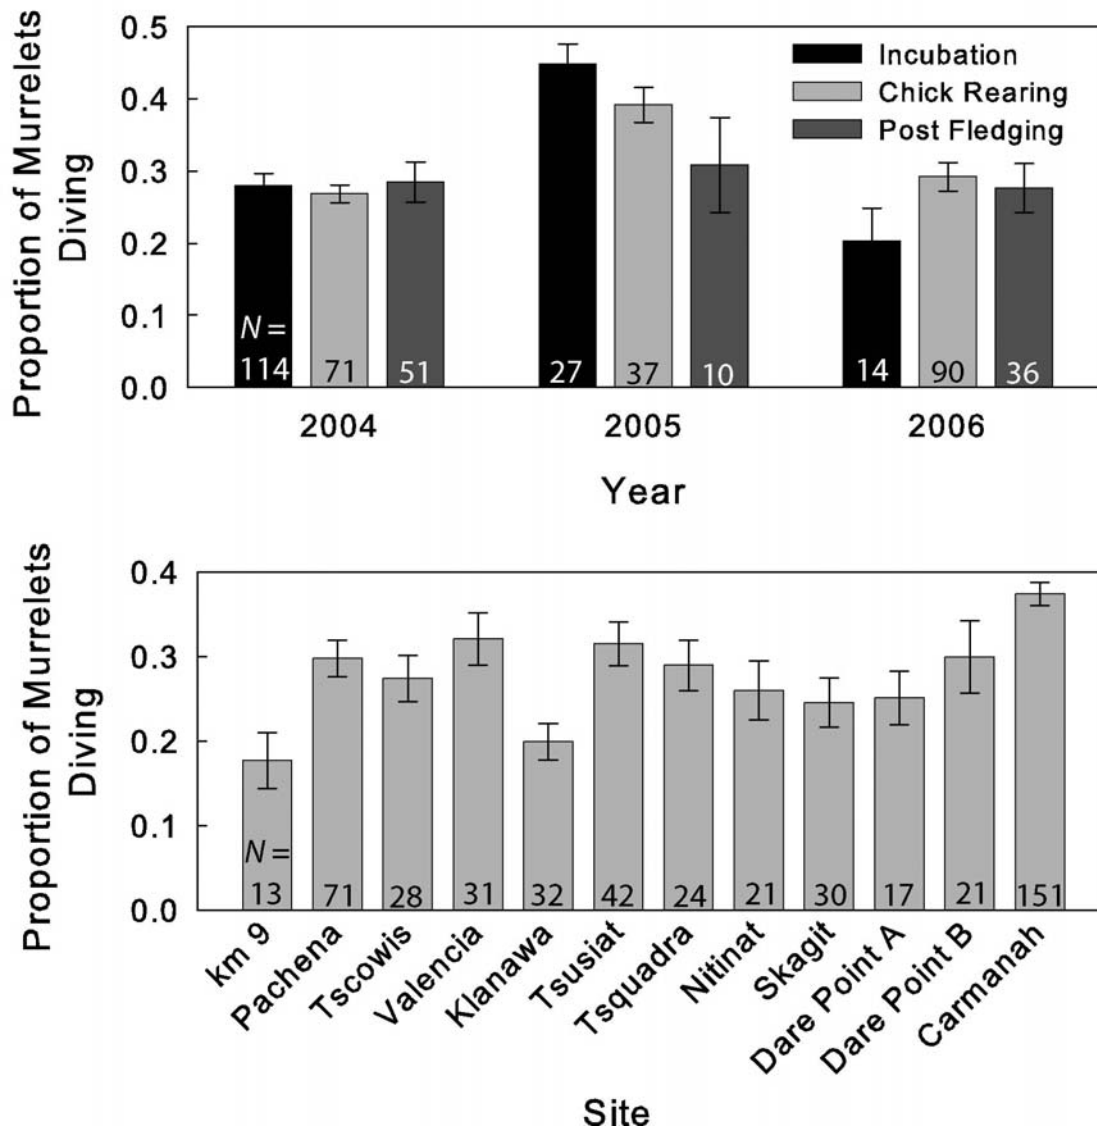 Proportion of Murrelets
Diving
0.5
0.4
0.3
0.2
0.1
0.0
Incubation
Chick Rearing
Post Fledging
N =
114 71 51 27 37 10 14 90 36
2004 2005 2006
Year
Proportion of Murrelets
Diving
0.4
0.3
0.2
0.1
0.0
N =
13 71 28 31 32 42 24 21 30 17 21 151
km 9
Pachena
Tscowis
Valencia
Klanawa
Tsusiat
Tsquadra
Nitinat
Skagit
Dare Point A
Dare Point B
Carmanah
Site